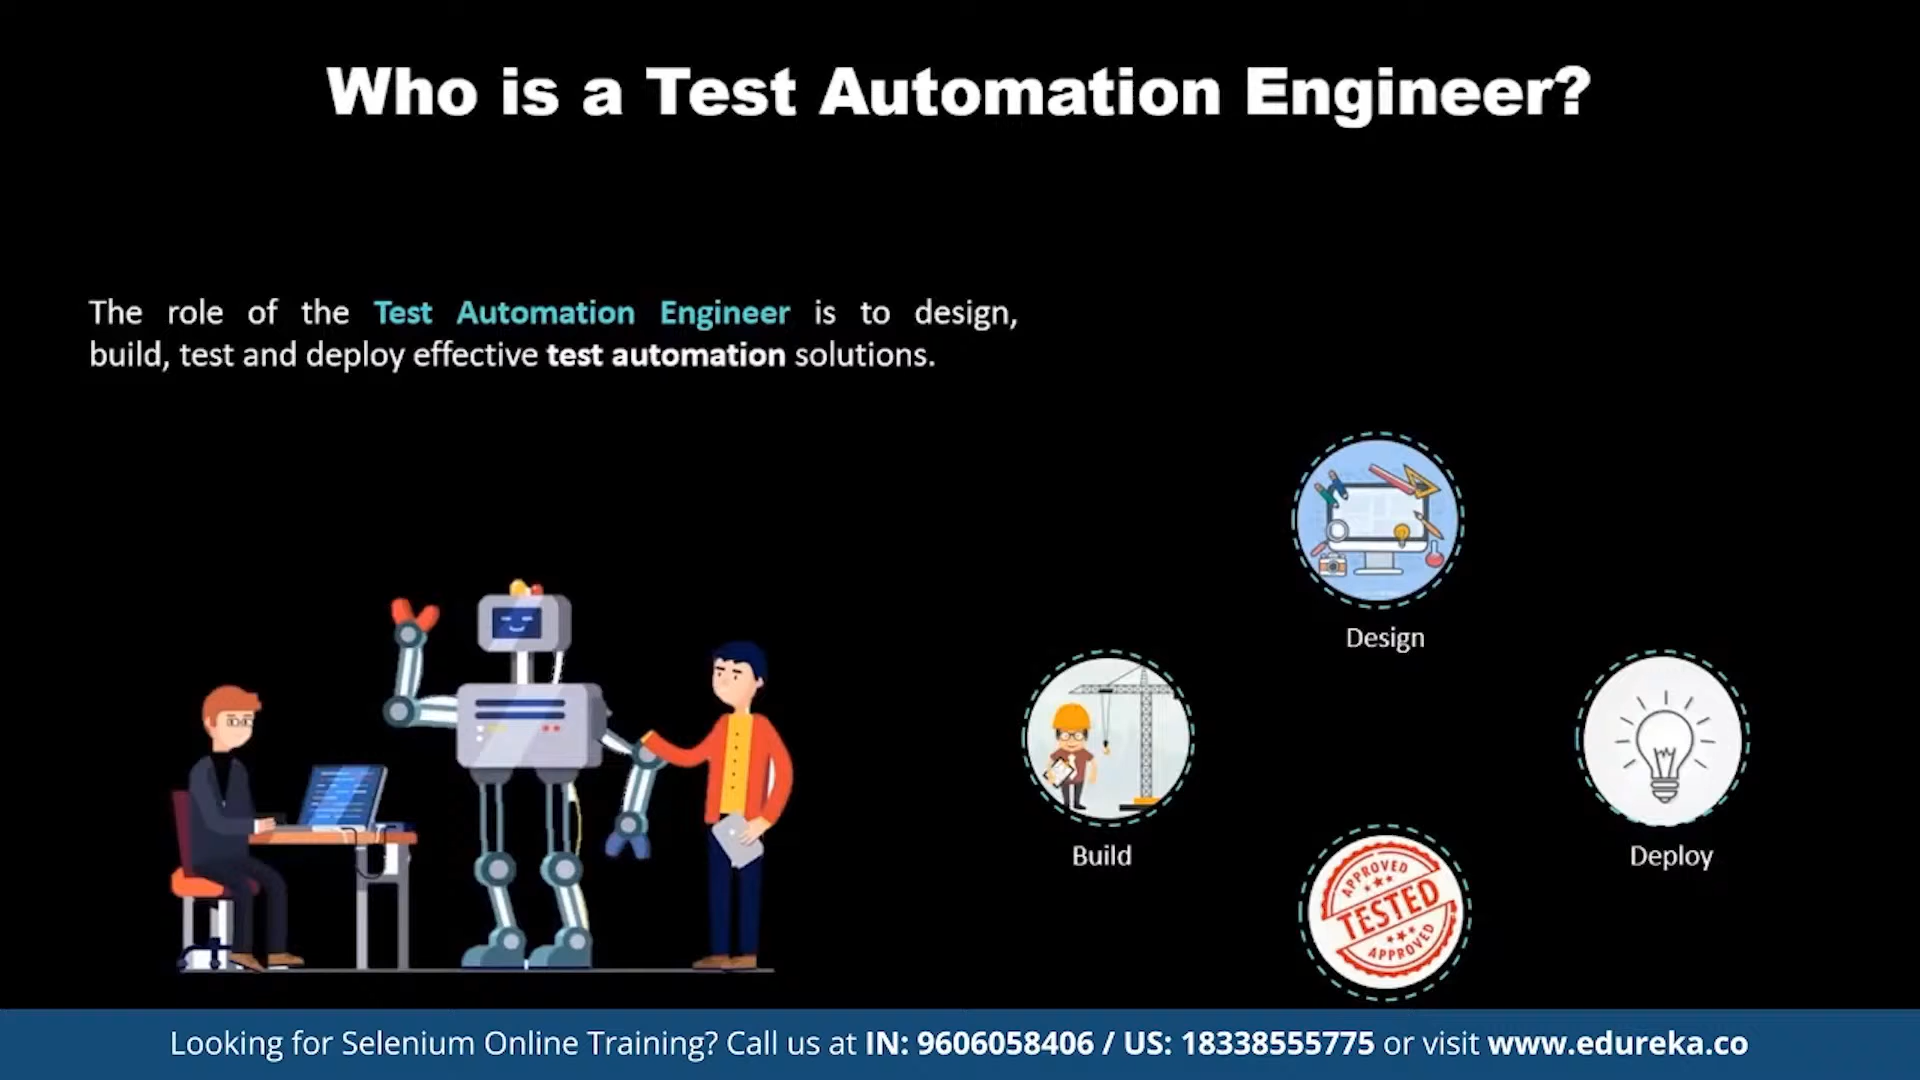 Who is a Test Automation Engineer?
The role of the Test Automation Engineer is to design,
build, test and deploy effective test automation solutions.
Design
Build
Deploy
APPROVED
TESTED
APPROVED
Looking for Selenium Online Training? Call us at IN: 9606058406 / US: 18338555775 or visit www.edureka.co